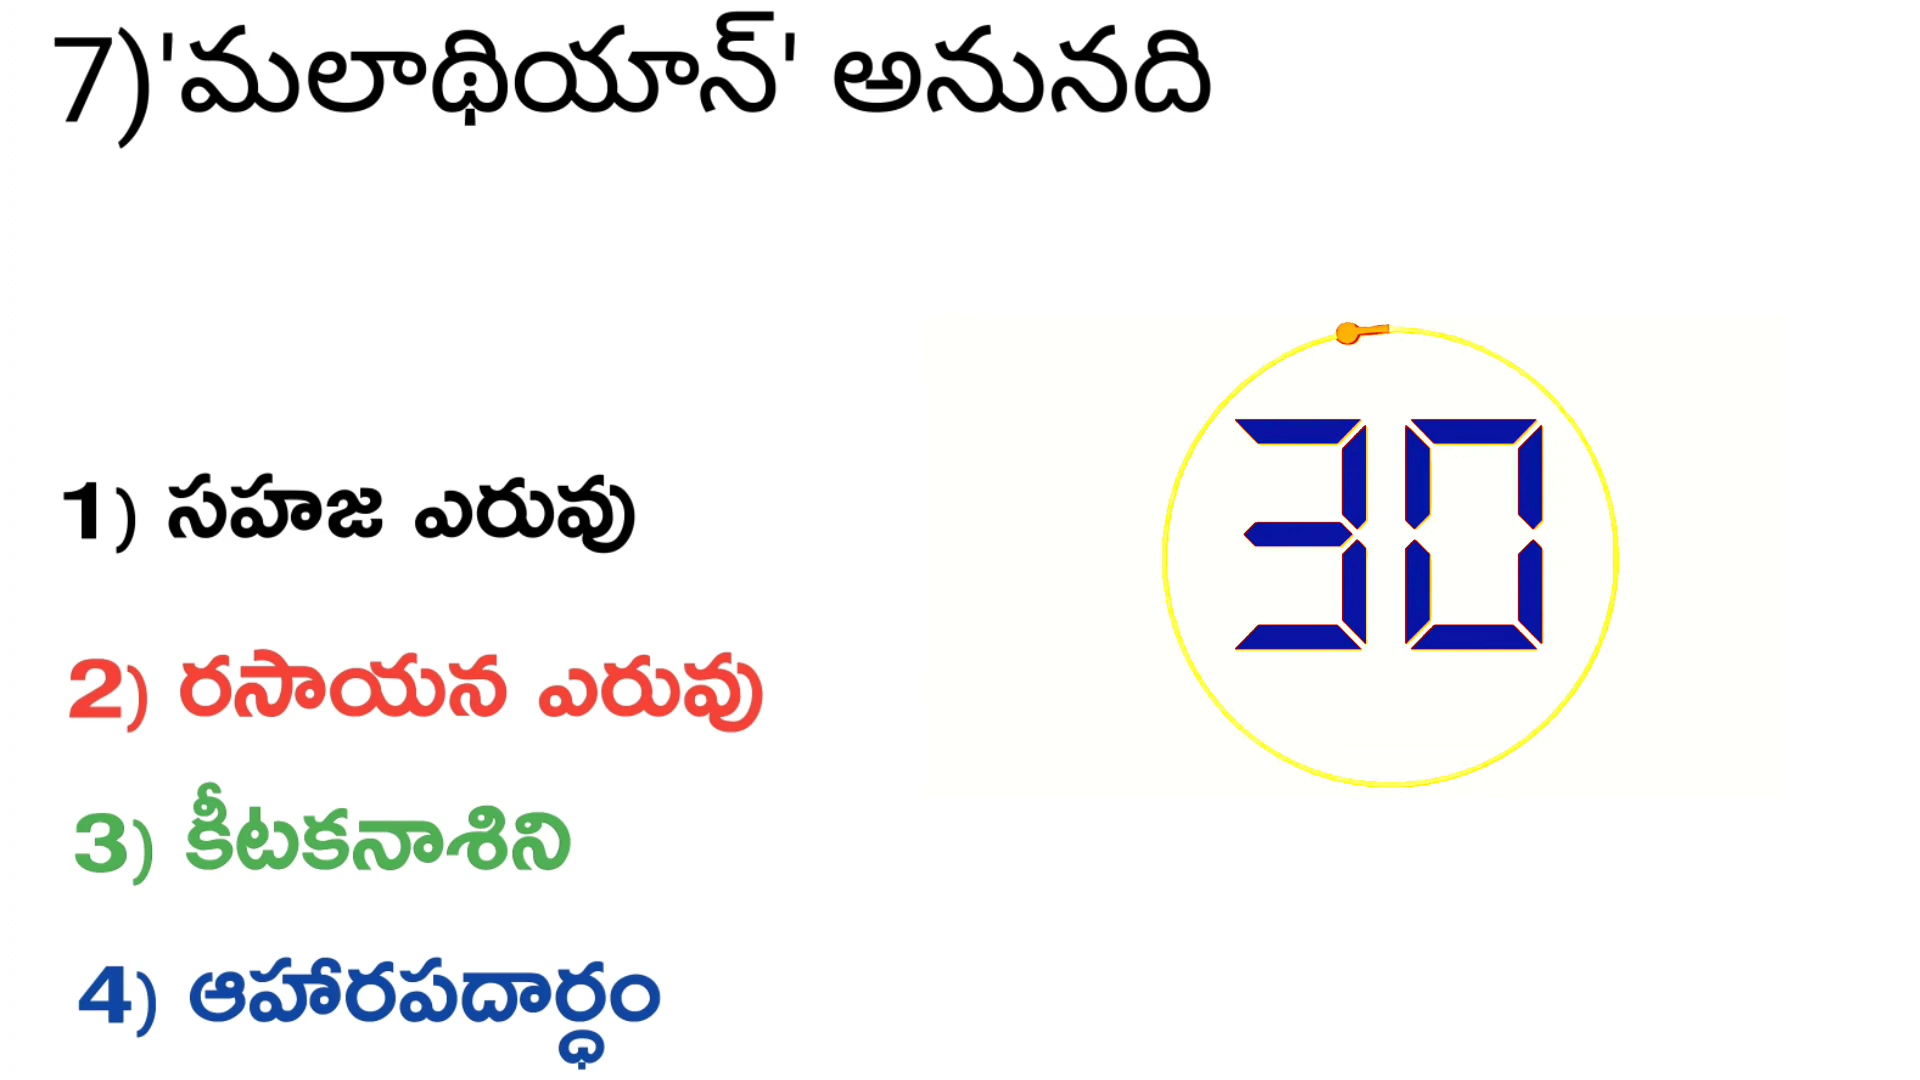 7)'మలాథియాన్' అనునది
30
1) సహజ ఎరువు
2) రసాయన ఎరువు
3) కీటకనాశిని
4) ఆహారపదార్ధం